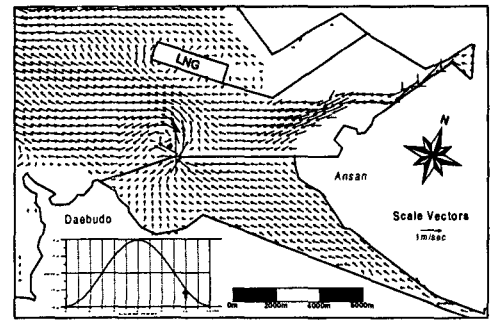 LNG
N
Ansan
Daebudo
Scale Vectors
1m/sec
0m 2000m 4000m 6000m